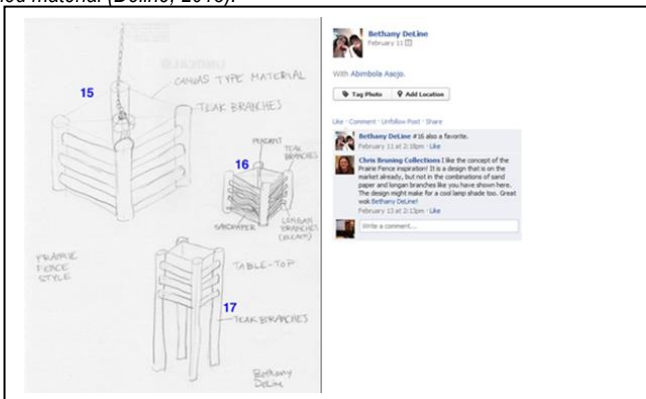 ed material (DeLine, 2013).
15
CANVAS TYPE MATERIAL
TEAK BRANCHES
PENDANT
TEAK
BRANCHES
16
SANDPAPER
LONGAN
BRANCHES
PRAIRIE
FENCE
STYLE
TABLE-TOP
17
TEAK BRANCHES
Bethany
DeLine
Bethany DeLine
February 11
With Abimbola Asojo.
Tag Photo Add Location
Like · Comment · Unfollow Post · Share
Bethany DeLine #16 also a favorite.
February 11 at 2:18pm · Like
Chris Bruning Collections I like the concept of the
Prairie Fence inspiration! It is a design that is on the
market already, but not in the combinations of sand
paper and longan branches like you have shown here.
The design might make for a cool lamp shade too. Great
wok Bethany DeLine!
February 13 at 2:13pm · Like
Write a comment...